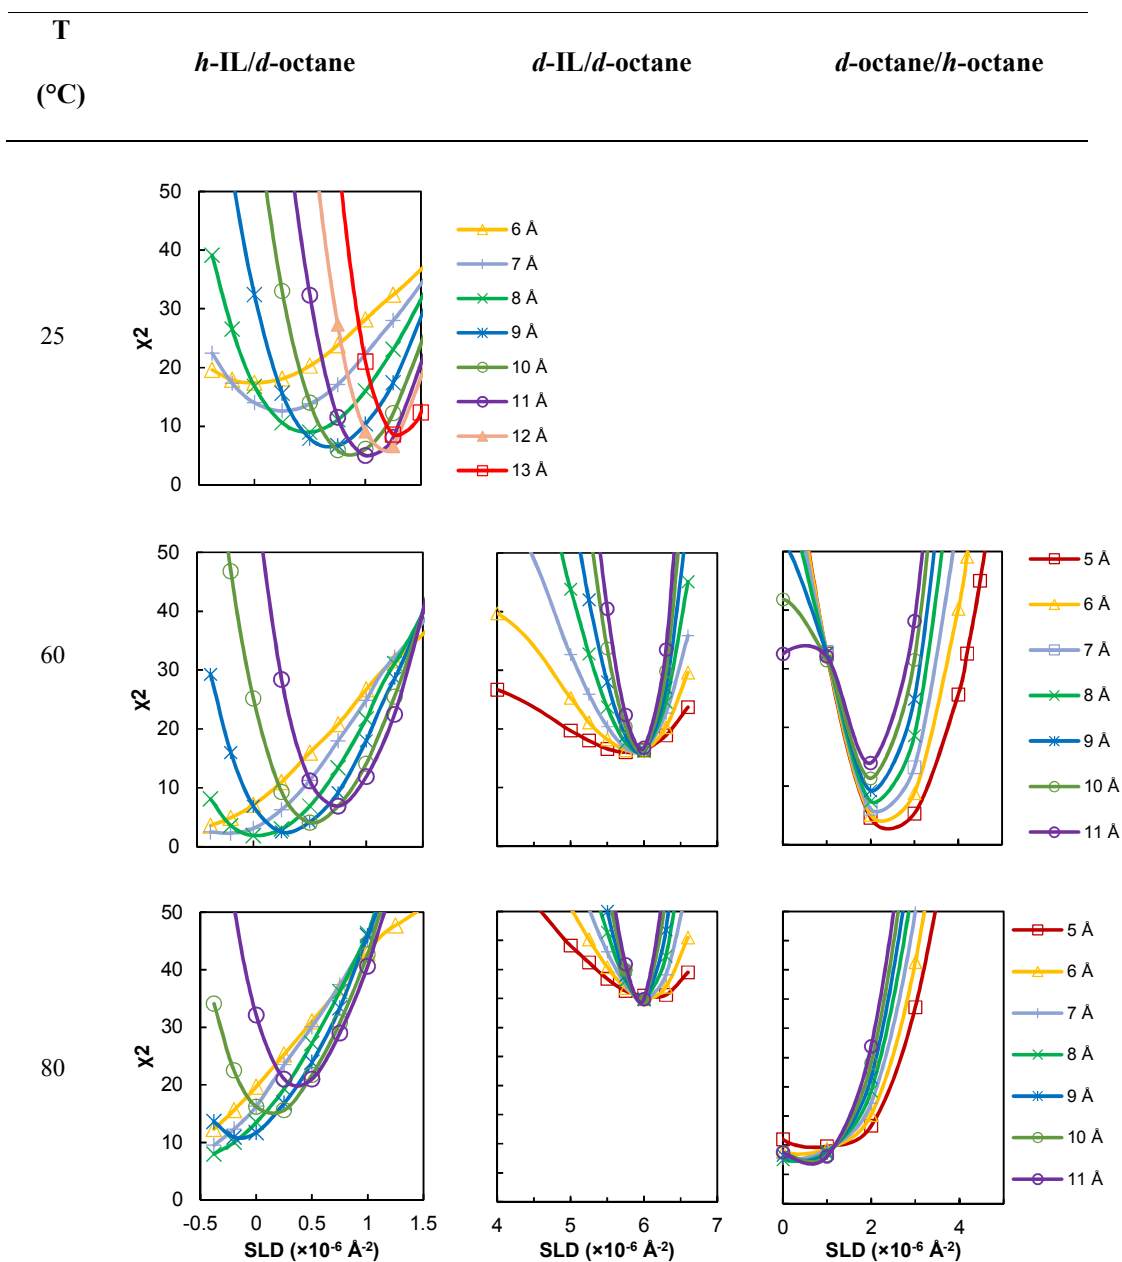 T
(°C)
h-IL/d-octane
d-IL/d-octane
d-octane/h-octane
25
χ2
50
40
30
20
10
0
6 Å
7 Å
8 Å
9 Å
10 Å
11 Å
12 Å
13 Å
60
χ2
50
40
30
20
10
0
5 Å
6 Å
7 Å
8 Å
9 Å
10 Å
11 Å
80
χ2
50
40
30
20
10
0
-0.5 0 0.5 1 1.5
SLD (×10-6 Å-2)
4 5 6 7
SLD (×10-6 Å-2)
0 2 4
SLD (×10-6 Å-2)
5 Å
6 Å
7 Å
8 Å
9 Å
10 Å
11 Å